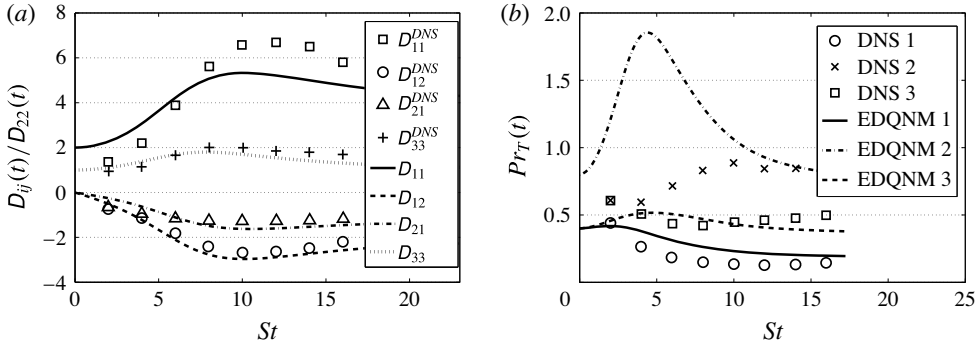 (a)
8
6
4
2
0
−2
−4
0
10
20
D_ij(t)/D_22(t)
St
D_11^DNS
D_12^DNS
D_21^DNS
D_33^DNS
D_11
D_12
D_21
D_33
(b)
2.0
1.5
1.0
0.5
0
5
10
15
20
25
Pr_T(t)
St
DNS 1
DNS 2
DNS 3
EDQNM 1
EDQNM 2
EDQNM 3